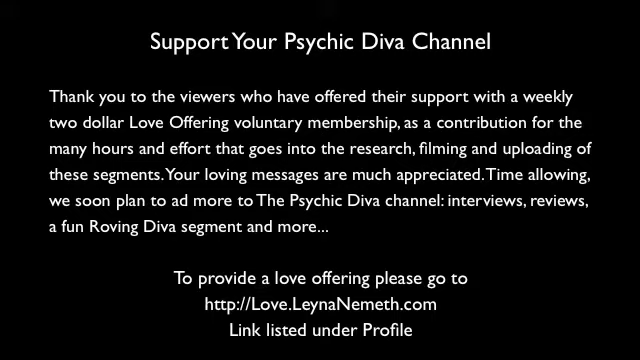 Support Your Psychic Diva Channel
Thank you to the viewers who have offered their support with a weekly
two dollar Love Offering voluntary membership, as a contribution for the
many hours and effort that goes into the research, filming and uploading of
these segments. Your loving messages are much appreciated. Time allowing,
we soon plan to ad more to The Psychic Diva channel: interviews, reviews,
a fun Roving Diva segment and more...
To provide a love offering please go to
http://Love.LeynaNemeth.com
Link listed under Profile